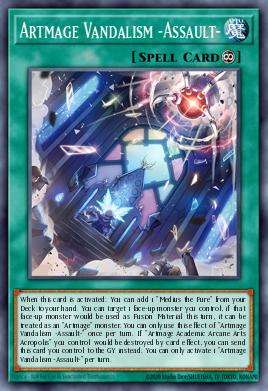 Artmage Vandalism -Assault-
魔
[Spell Card ]
When this card is activated: You can add 1 "Medius the Pure" from your
Deck to your hand. You can target 1 face-up monster you control; if that
face-up monster would be used as Fusion Material this turn, it can be
treated as an "Artmage" monster. You can only use this effect of "Artmage
Vandalism -Assault-" once per turn. If "Artmage Academic Arcane Arts
Acropolis" you control would be destroyed by card effect, you can send
this card you control to the GY instead. You can only activate 1 "Artmage
Vandalism -Assault-" per turn.